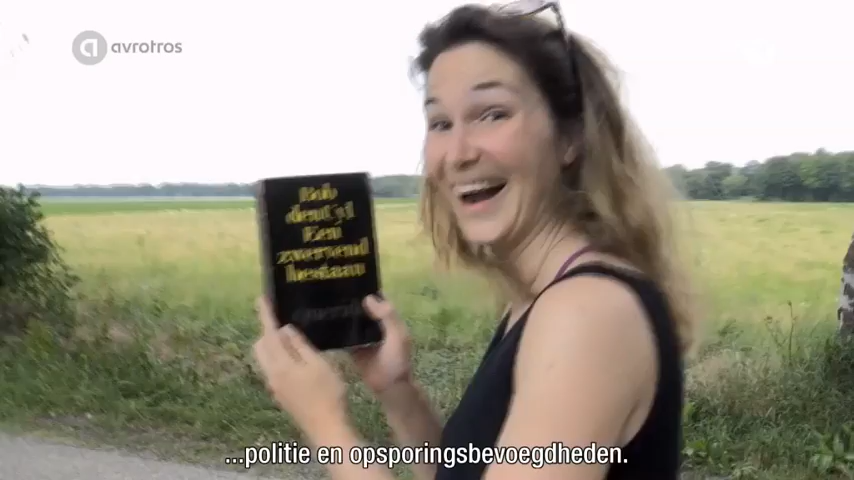 avrotros
Bob
den Uyl
Een
zwervend
bestaan
...politie en opsporingsbevoegdheden.